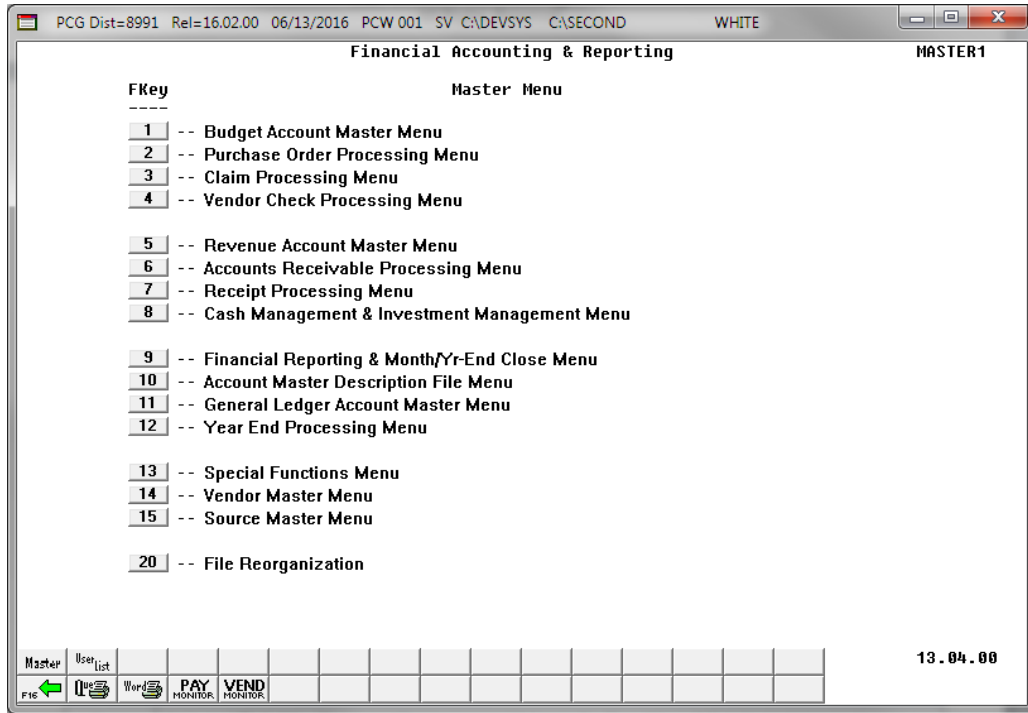 PCG Dist=8991 Rel=16.02.00 06/13/2016 PCW 001 SV C:\DEVSYS C:\SECOND WHITE
Financial Accounting & Reporting MASTER1
FKey Master Menu
----
1 -- Budget Account Master Menu
2 -- Purchase Order Processing Menu
3 -- Claim Processing Menu
4 -- Vendor Check Processing Menu
5 -- Revenue Account Master Menu
6 -- Accounts Receivable Processing Menu
7 -- Receipt Processing Menu
8 -- Cash Management & Investment Management Menu
9 -- Financial Reporting & Month/Yr-End Close Menu
10 -- Account Master Description File Menu
11 -- General Ledger Account Master Menu
12 -- Year End Processing Menu
13 -- Special Functions Menu
14 -- Vendor Master Menu
15 -- Source Master Menu
20 -- File Reorganization
Master User List 13.04.00
F16 Que Word PAY MONITOR VEND MONITOR